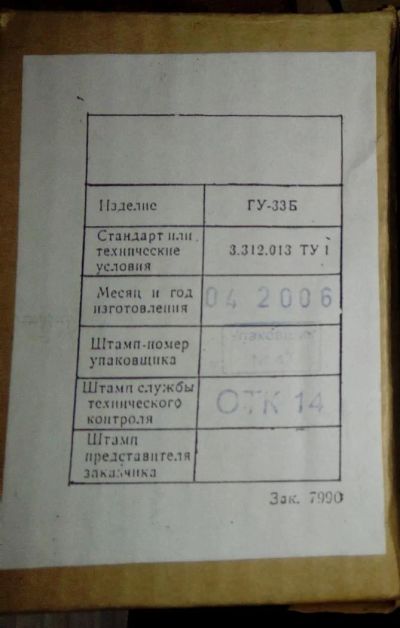 Изделие ГУ-33Б
Стандарт или 
технические
условия 3.312.013 ТУ 1
Месяц и год
изготовления 04 2006
Штамп-номер
упаковщика
упаковщик
Штамп службы
технического
контроля ОТК 14
Штамп
представителя
заказчика
Зак. 7990